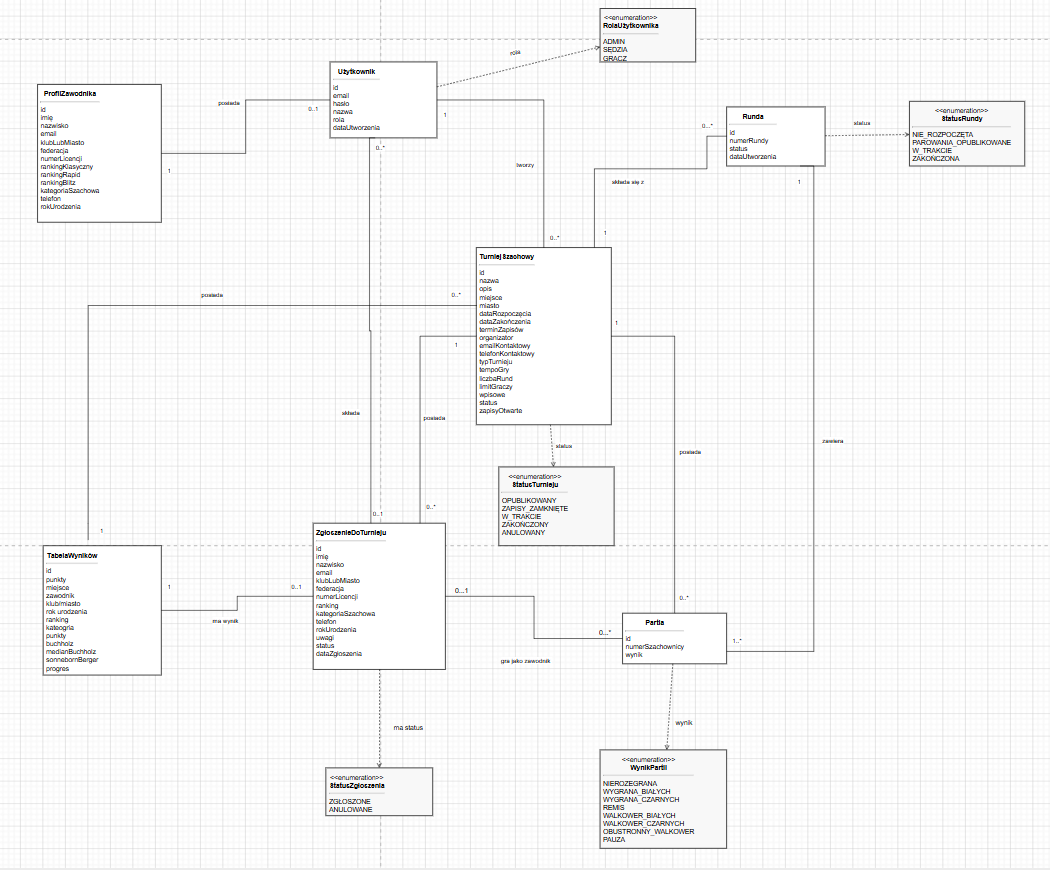 <<enumeration>>
RolaUżytkownika
ADMIN
SĘDZIA
GRACZ
rola
Użytkownik
id
email
hasło
nazwa
rola
dataUtworzenia
ProfilZawodnika
id
imię
nazwisko
email
klubLubMiasto
federacja
numerLicencji
rankingKlasyczny
rankingRapid
rankingBlitz
kategoriaSzachowa
telefon
rokUrodzenia
posiada
0..1
1
1
0..*
tworzy
0..*
Runda
id
numerRundy
status
dataUtworzenia
0...*
status
<<enumeration>>
StatusRundy
NIE_ROZPOCZĘTA
PAROWANIA_OPUBLIKOWANE
W_TRAKCIE
ZAKOŃCZONA
składa się z
1
1
Turniej Szachowy
id
nazwa
opis
miejsce
miasto
dataRozpoczęcia
dataZakończenia
terminZapisów
organizator
emailKontaktowy
telefonKontaktowy
typTurnieju
tempoGry
liczbaRund
limitGraczy
wpisowe
status
zapisyOtwarte
posiada
0..*
1
1
składa
posiada
status
posiada
zawiera
<<enumeration>>
StatusTurnieju
OPUBLIKOWANY
ZAPISY_ZAMKNIĘTE
W_TRAKCIE
ZAKOŃCZONY
ANULOWANY
0..1
0..*
1
TabelaWyników
id
punkty
miejsce
zawodnik
klub/miasto
rok urodzenia
ranking
kateogria
punkty
buchholz
medianBuchholz
sonnebornBerger
progres
1
0..1
ma wynik
ZgłoszenieDoTurnieju
id
imię
nazwisko
email
klubLubMiasto
federacja
numerLicencji
ranking
kategoriaSzachowa
telefon
rokUrodzenia
uwagi
status
dataZgłoszenia
0...1
0...*
gra jako zawodnik
0..*
Partia
id
numerSzachownicy
wynik
1..*
ma status
wynik
<<enumeration>>
StatusZgłoszenia
ZGŁOSZONE
ANULOWANE
<<enumeration>>
WynikPartii
NIEROZEGRANA
WYGRANA_BIAŁYCH
WYGRANA_CZARNYCH
REMIS
WALKOWER_BIAŁYCH
WALKOWER_CZARNYCH
OBUSTRONNY_WALKOWER
PAUZA